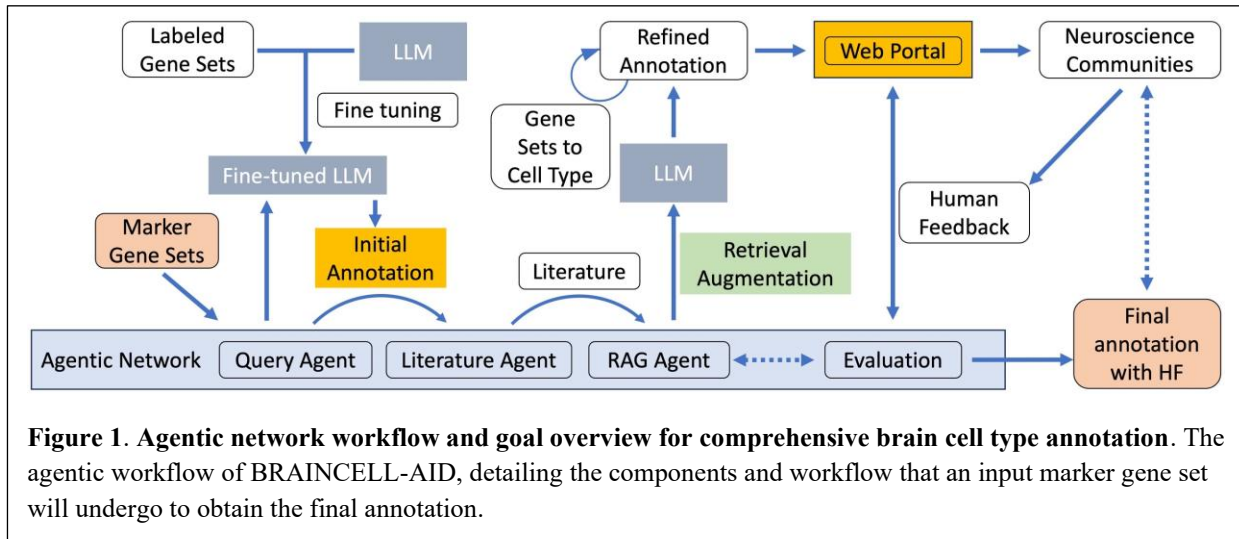 Labeled
Gene Sets
LLM
Fine tuning
Fine-tuned LLM
Marker
Gene Sets
Initial
Annotation
Refined
Annotation
Gene
Sets to
Cell Type
LLM
Literature
Retrieval
Augmentation
Web Portal
Neuroscience
Communities
Human
Feedback
Agentic Network
Query Agent
Literature Agent
RAG Agent
Evaluation
Final
annotation
with HF
Figure 1. Agentic network workflow and goal overview for comprehensive brain cell type annotation. The
agentic workflow of BRAINCELL-AID, detailing the components and workflow that an input marker gene set
will undergo to obtain the final annotation.